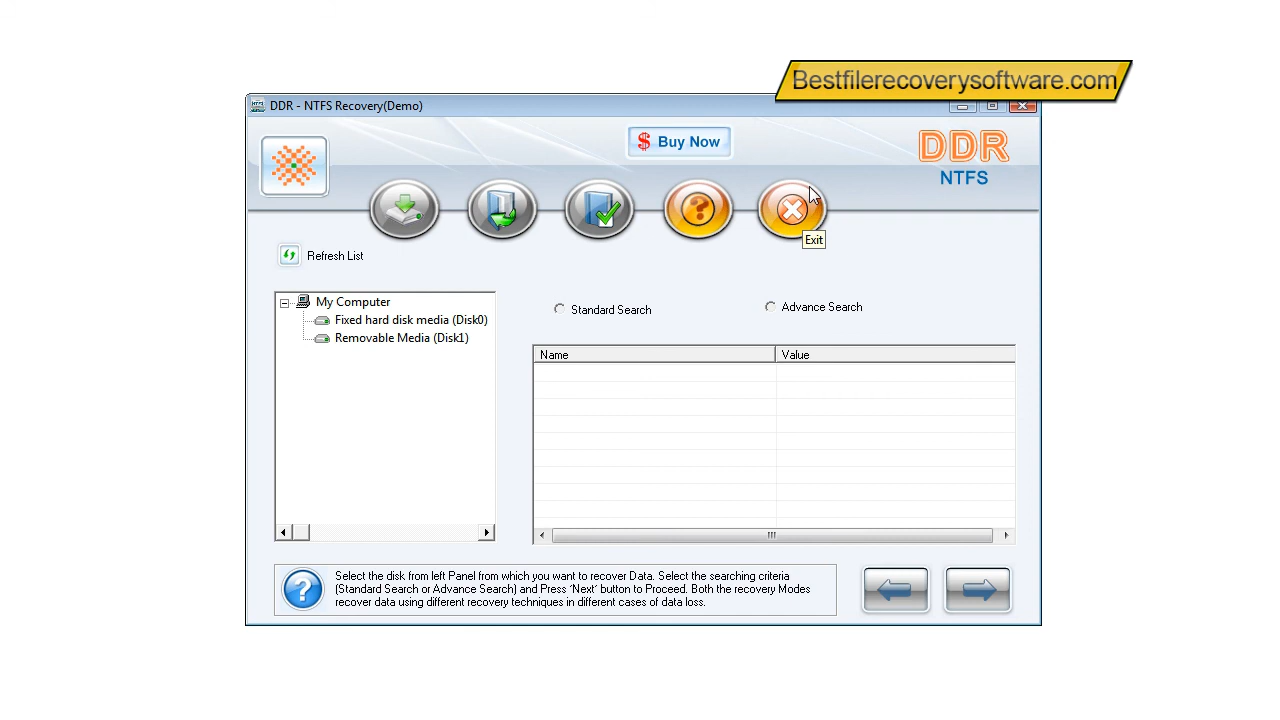 Bestfilerecoverysoftware.com
DDR - NTFS Recovery(Demo)
$ Buy Now
DDR
NTFS
Exit
Refresh List
My Computer
Fixed hard disk media (Disk0)
Removable Media (Disk1)
Standard Search
Advance Search
Name Value
Select the disk from left Panel from which you want to recover Data. Select the searching criteria
(Standard Search or Advance Search) and Press 'Next' button to Proceed. Both the recovery Modes
recover data using different recovery techniques in different cases of data loss.